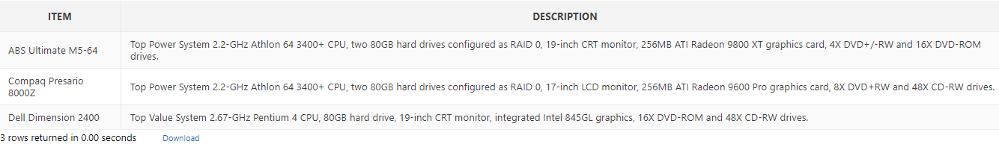 ITEM DESCRIPTION
ABS Ultimate M5-64 Top Power System 2.2-GHz Athlon 64 3400+ CPU, two 80GB hard drives configured as RAID 0, 19-inch CRT monitor, 256MB ATI Radeon 9800 XT graphics card, 4X DVD+/-RW and 16X DVD-ROM
drives.
Compaq Presario
8000Z
Top Power System 2.2-GHz Athlon 64 3400+ CPU, two 80GB hard drives configured as RAID 0, 17-inch LCD monitor, 256MB ATI Radeon 9600 Pro graphics card, 8X DVD+RW and 48X CD-RW drives.
Dell Dimension 2400 Top Value System 2.67-GHz Pentium 4 CPU, 80GB hard drive, 19-inch CRT monitor, integrated Intel 845GL graphics, 16X DVD-ROM and 48X CD-RW drives.
3 rows returned in 0.00 seconds Download